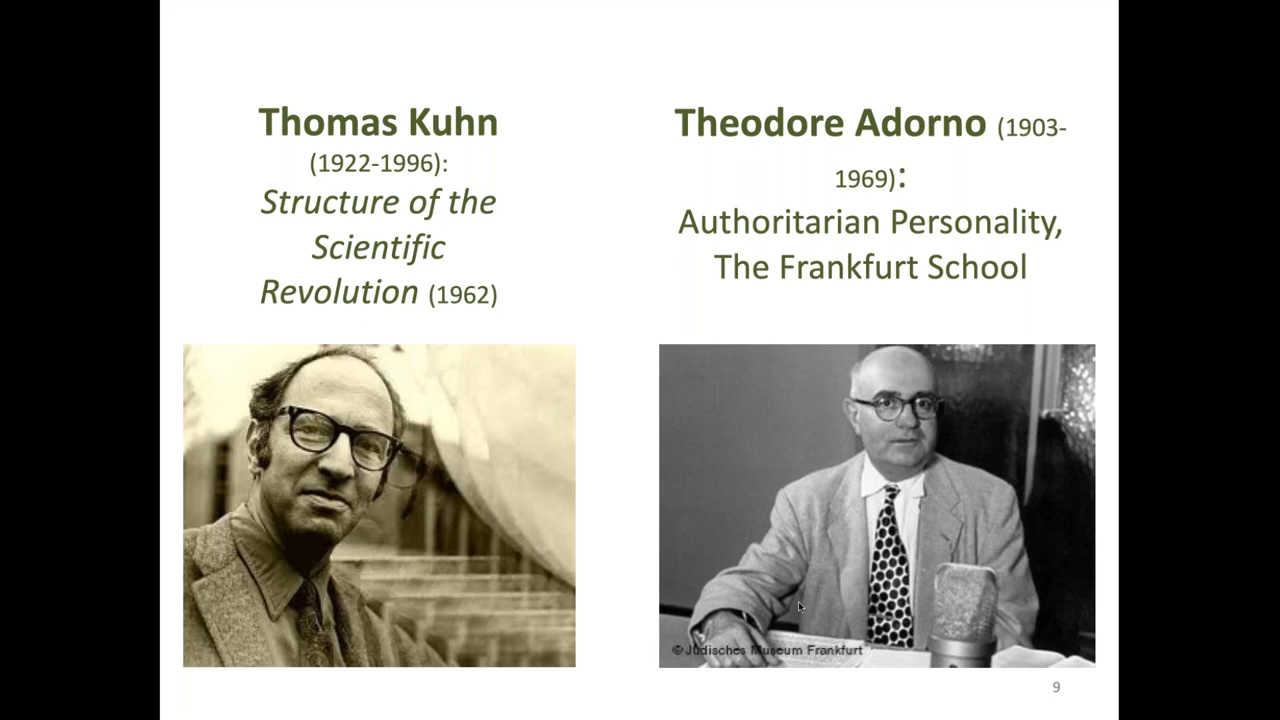 Thomas Kuhn
(1922-1996):
Structure of the
Scientific
Revolution (1962)
Theodore Adorno (1903-
1969):
Authoritarian Personality,
The Frankfurt School
© Jüdisches Museum Frankfurt
9